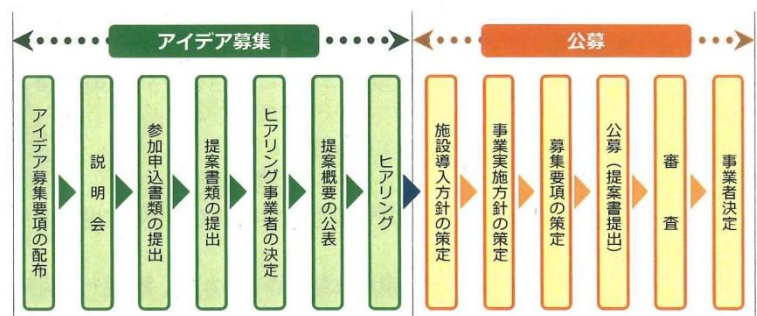 アイデア募集
公募
アイデア募集要項の配布
説明会
参加申込書類の提出
提案書類の提出
ヒアリング事業者の決定
提案概要の公表
ヒアリング
施設導入方針の策定
事業実施方針の策定
募集要項の策定
公募（提案書提出）
審査
事業者決定